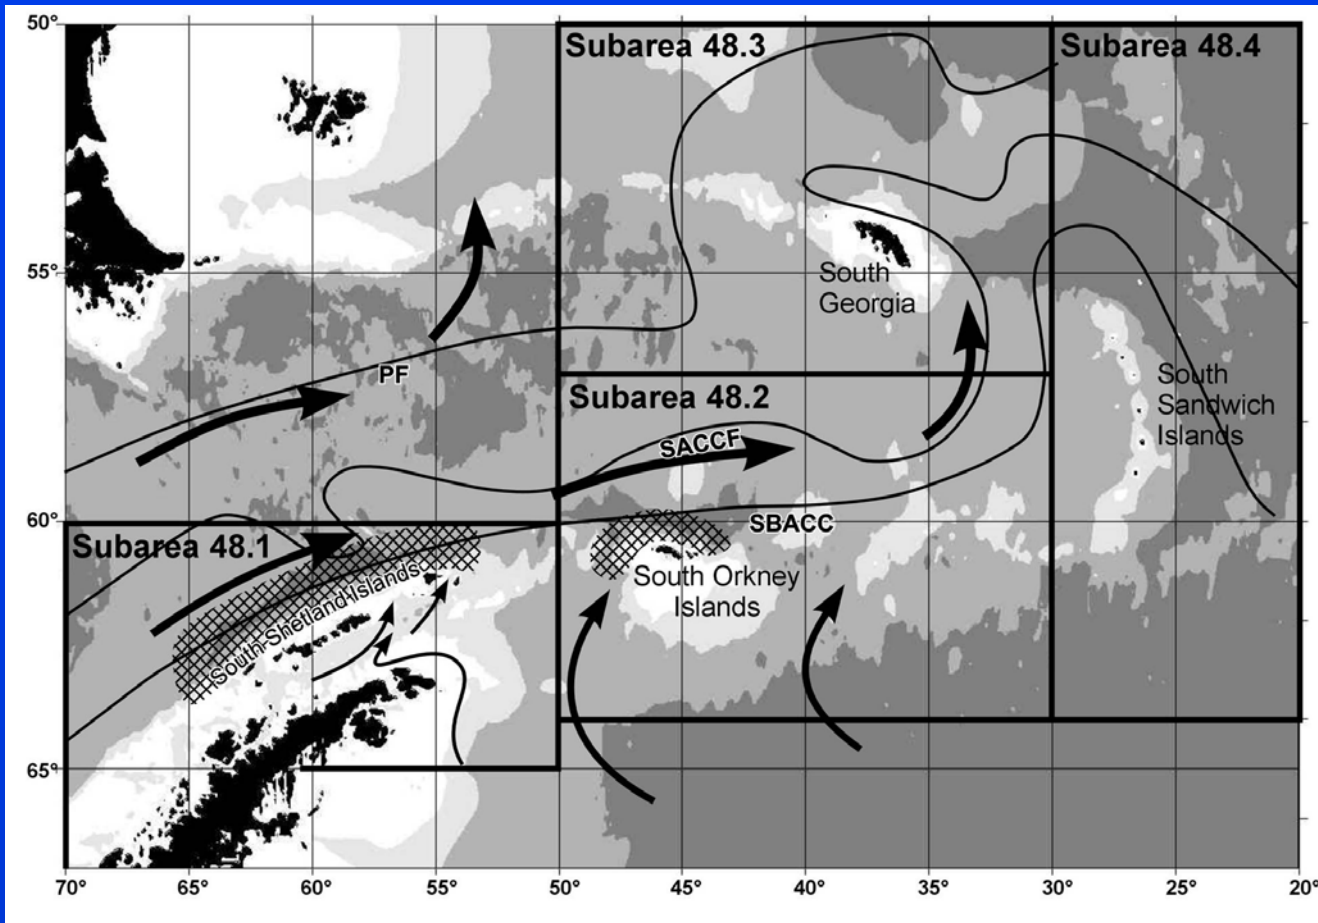 50°
Subarea 48.3
Subarea 48.4
South
Georgia
55°
PF
South
Sandwich
Islands
Subarea 48.2
SACCF
60°
SBACC
Subarea 48.1
South Orkney
Islands
South Shetland Islands
65°
70°
65°
60°
55°
50°
45°
40°
35°
30°
25°
20°